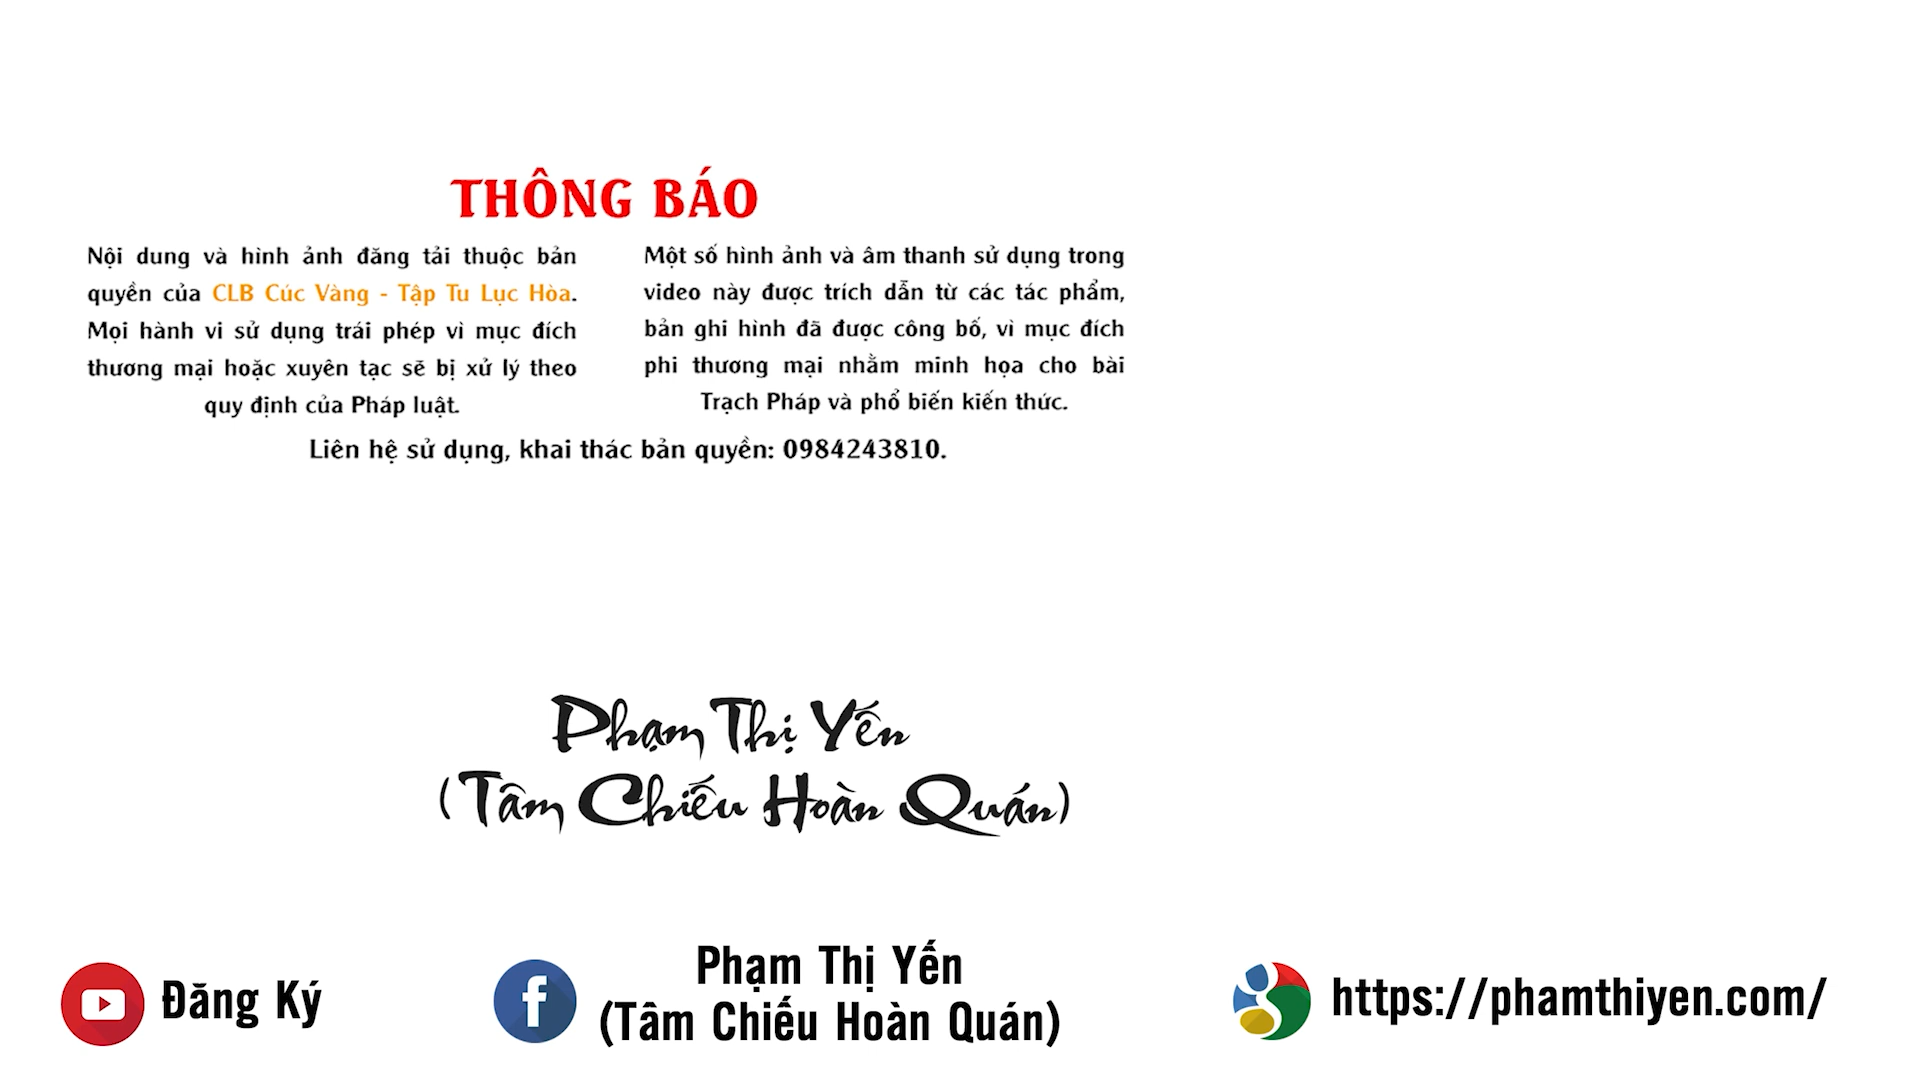 THÔNG BÁO
Nội dung và hình ảnh đăng tải thuộc bản
quyền của CLB Cúc Vàng - Tập Tu Lục Hòa.
Mọi hành vi sử dụng trái phép vì mục đích
thương mại hoặc xuyên tạc sẽ bị xử lý theo
quy định của Pháp luật.
Một số hình ảnh và âm thanh sử dụng trong
video này được trích dẫn từ các tác phẩm,
bản ghi hình đã được công bố, vì mục đích
phi thương mại nhằm minh họa cho bài
Trạch Pháp và phổ biến kiến thức.
Liên hệ sử dụng, khai thác bản quyền: 0984243810.
Phạm Thị Yến
(Tâm Chiếu Hoàn Quán)
Đăng Ký
Phạm Thị Yến
(Tâm Chiếu Hoàn Quán)
https://phamthiyen.com/